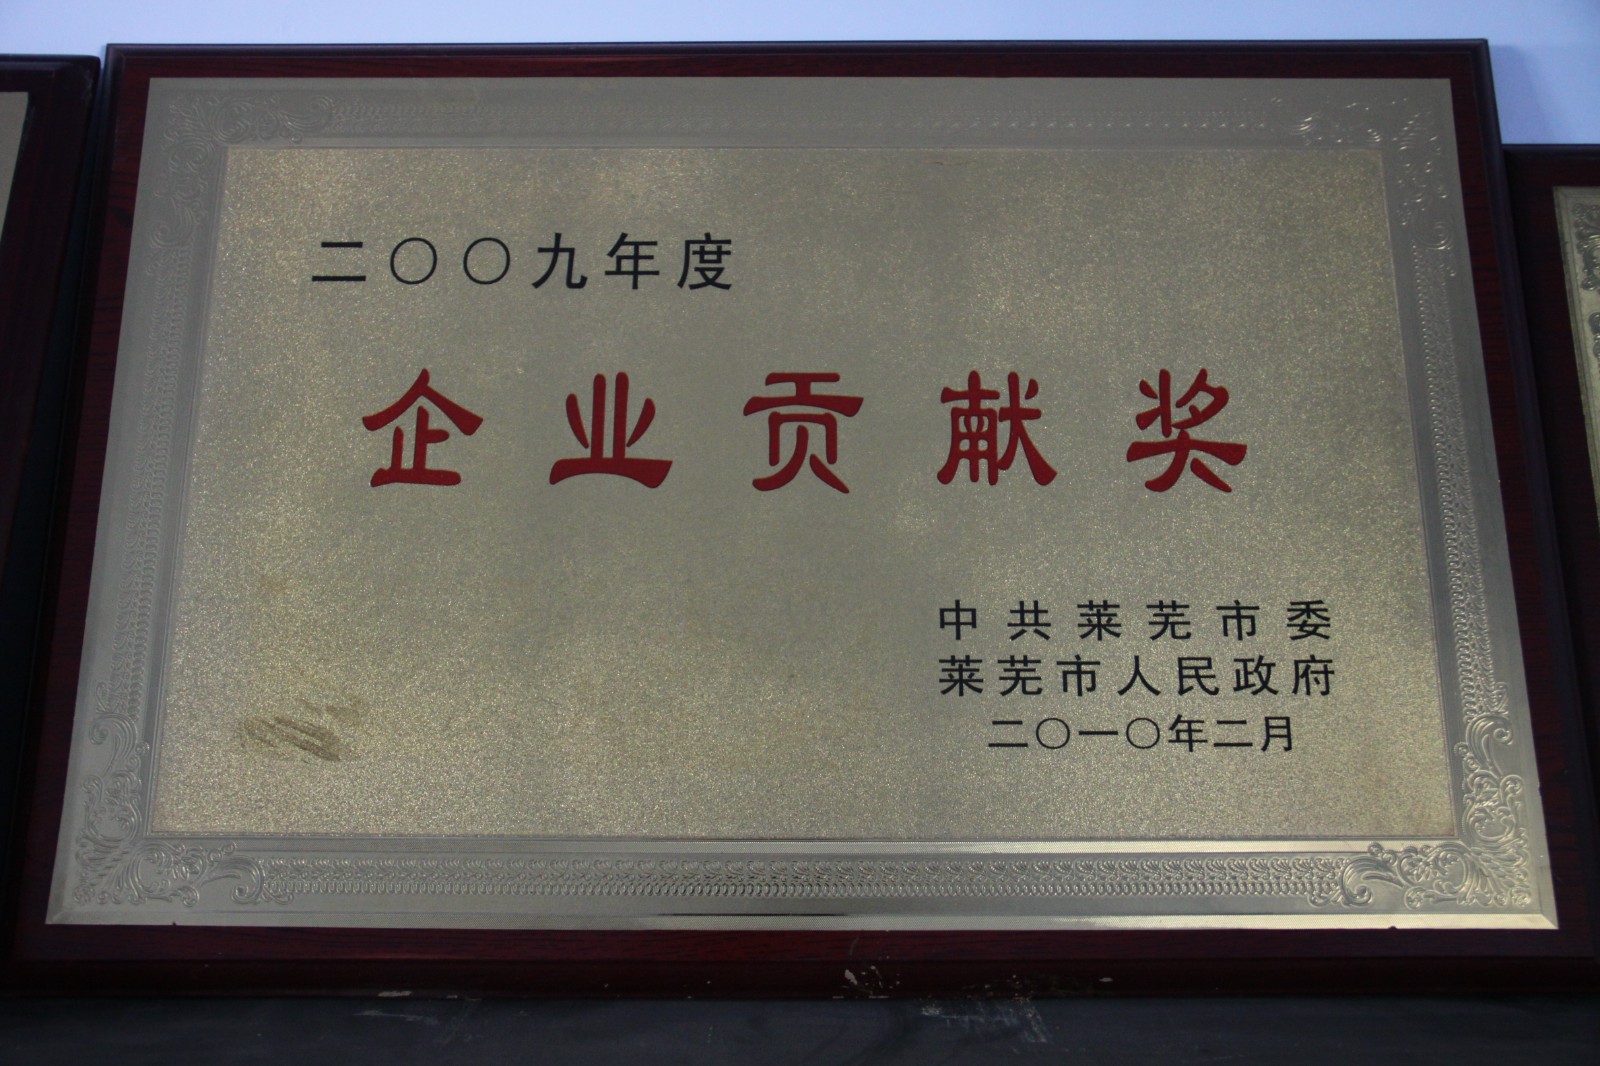 二〇〇九年度
企业贡献奖
中共莱芜市委
莱芜市人民政府
二〇一〇年二月